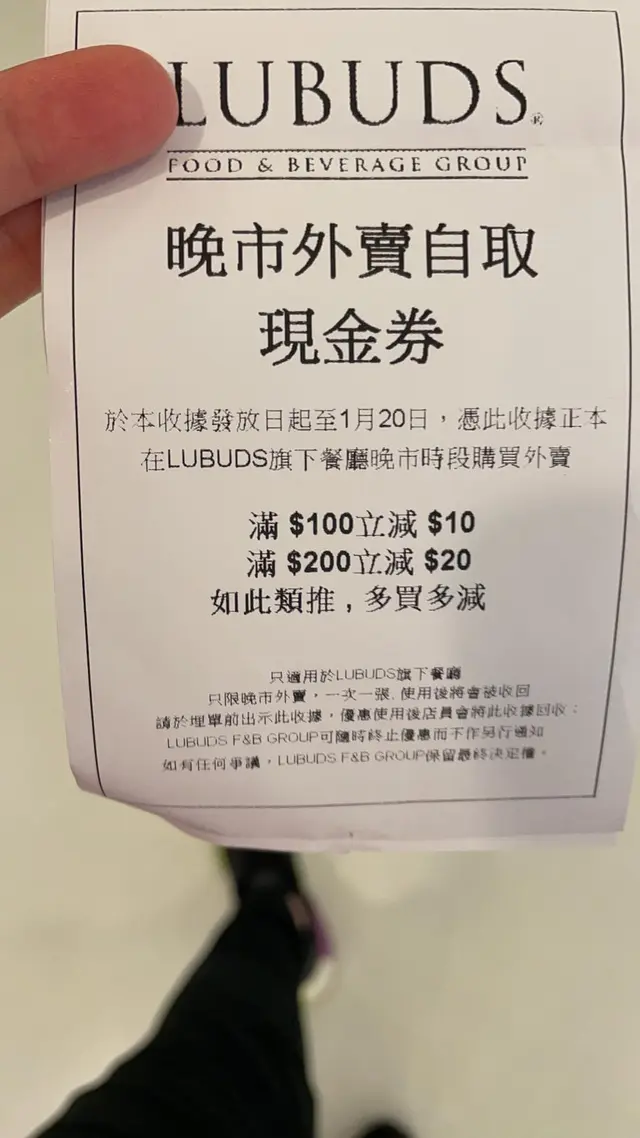 LUBUDS®
FOOD & BEVERAGE GROUP
晚市外賣自取
現金券
於本收據發放日起至1月20日，憑此收據正本
在LUBUDS旗下餐廳晚市時段購買外賣
滿 $100立減 $10
滿 $200立減 $20
如此類推 , 多買多減
只適用於LUBUDS旗下餐廳
只限晚市外賣，一次一張, 使用後將會被收回
請於埋單前出示此收據，優惠使用後店員會將此收據回收；
LUBUDS F&B GROUP可隨時終止優惠而不作另行通知
如有任何爭議，LUBUDS F&B GROUP保留最終決定權。